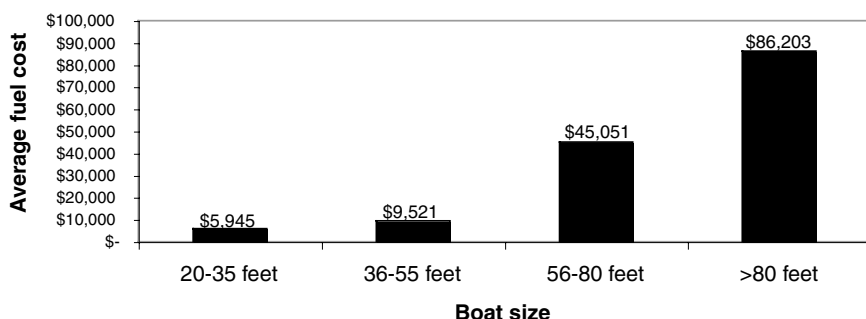 Average fuel cost
$100,000
$90,000
$80,000
$70,000
$60,000
$50,000
$40,000
$30,000
$20,000
$10,000
$-
$5,945
$9,521
$45,051
$86,203
20-35 feet
36-55 feet
56-80 feet
>80 feet
Boat size